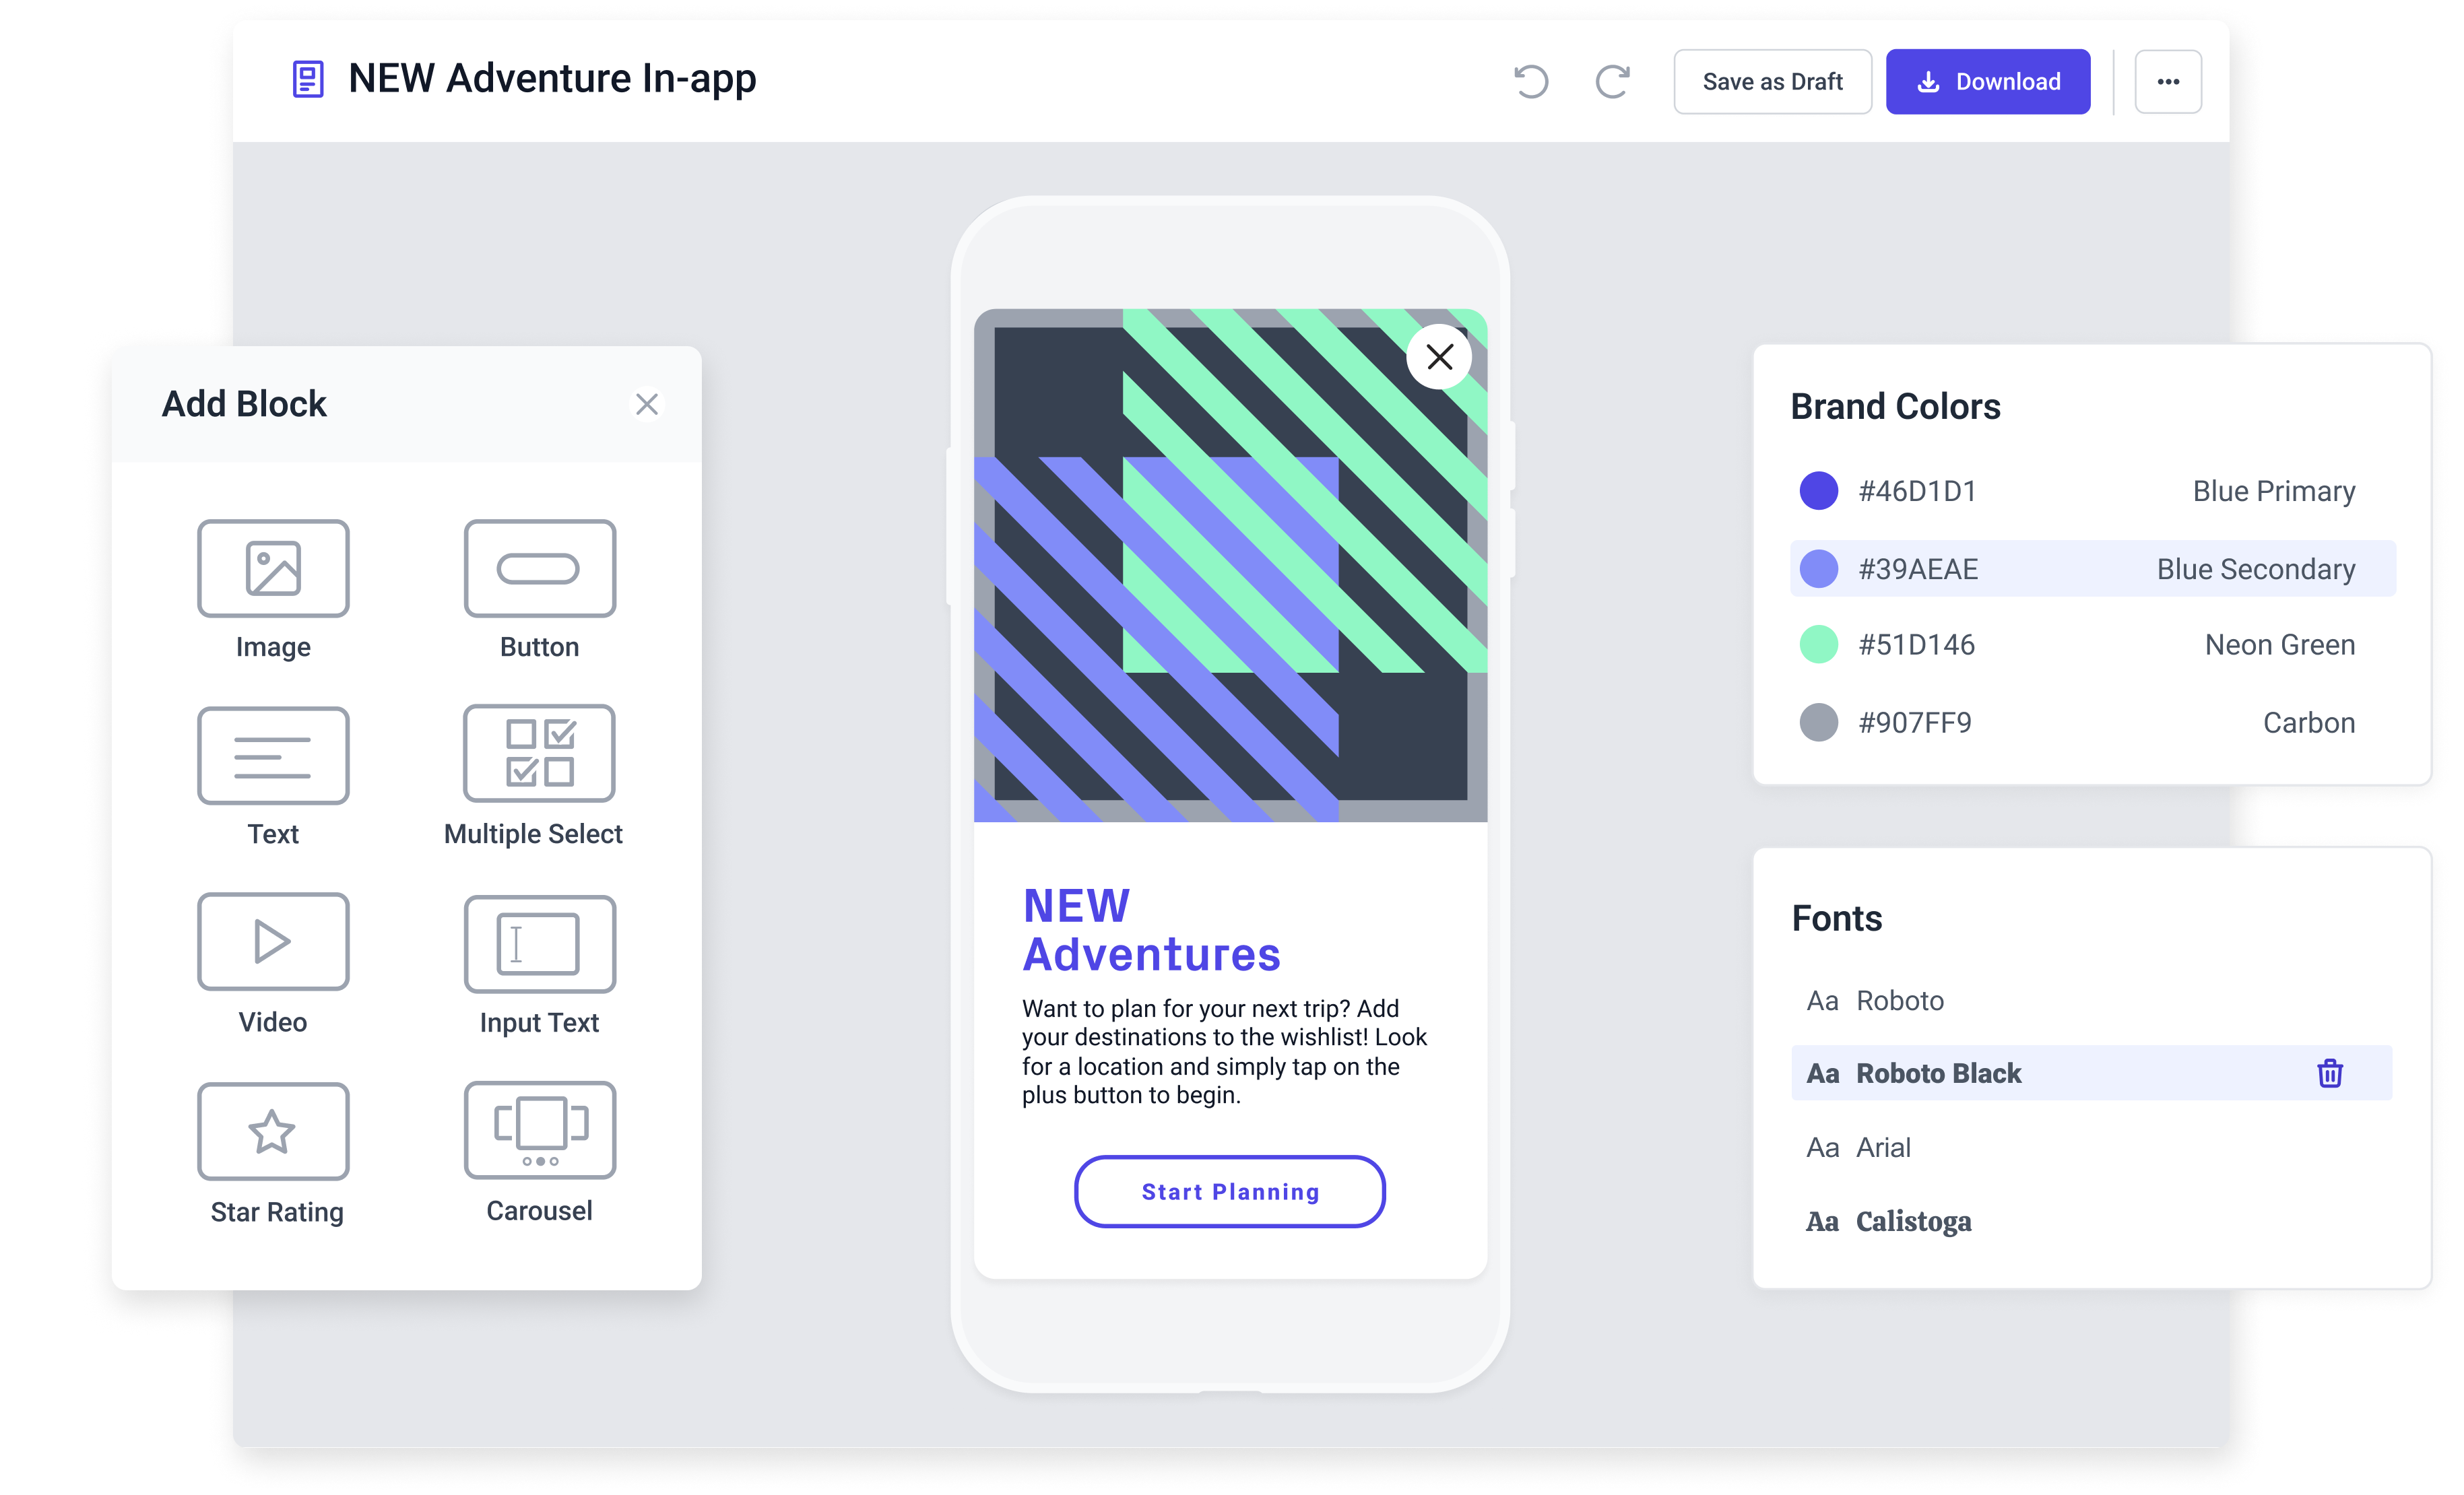 NEW Adventure In-app
Save as Draft
Download
Add Block
Image
Button
Text
Multiple Select
Video
Input Text
Star Rating
Carousel
NEW
Adventures
Want to plan for your next trip? Add
your destinations to the wishlist! Look
for a location and simply tap on the
plus button to begin.
Start Planning
Brand Colors
#46D1D1 Blue Primary
#39AEAE Blue Secondary
#51D146 Neon Green
#907FF9 Carbon
Fonts
Aa Roboto
Aa Roboto Black
Aa Arial
Aa Calistoga